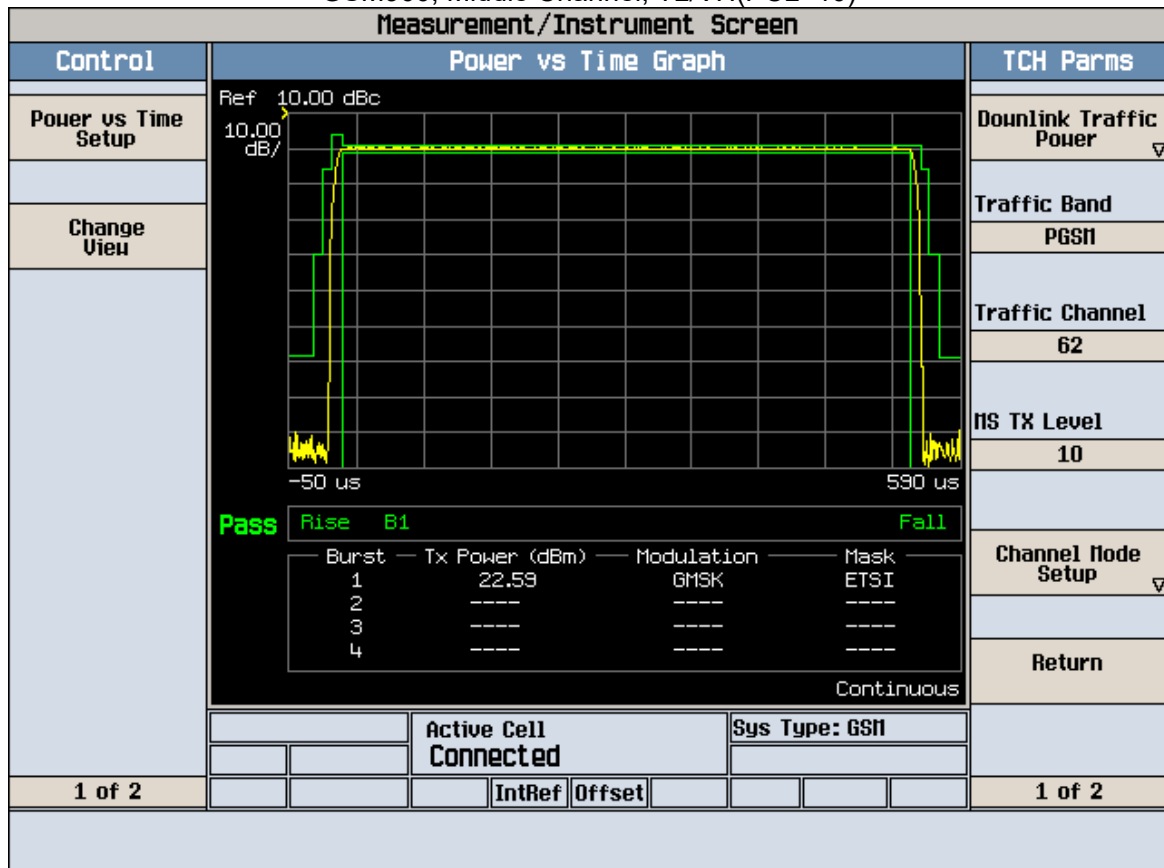 Measurement/Instrument Screen
Control
Power vs Time Graph
TCH Parms
Power vs Time
Setup
Change
View
1 of 2
Ref 10.00 dBc
10.00
dB/
-50 us
590 us
Pass
Rise B1
Fall
Burst Tx Power (dBm) Modulation Mask
1 22.59 GMSK ETSI
2 ---- ---- ----
3 ---- ---- ----
4 ---- ---- ----
Continuous
Active Cell
Connected
Sys Type: GSM
IntRef Offset
Downlink Traffic
Power
Traffic Band
PGSM
Traffic Channel
62
MS TX Level
10
Channel Mode
Setup
Return
1 of 2